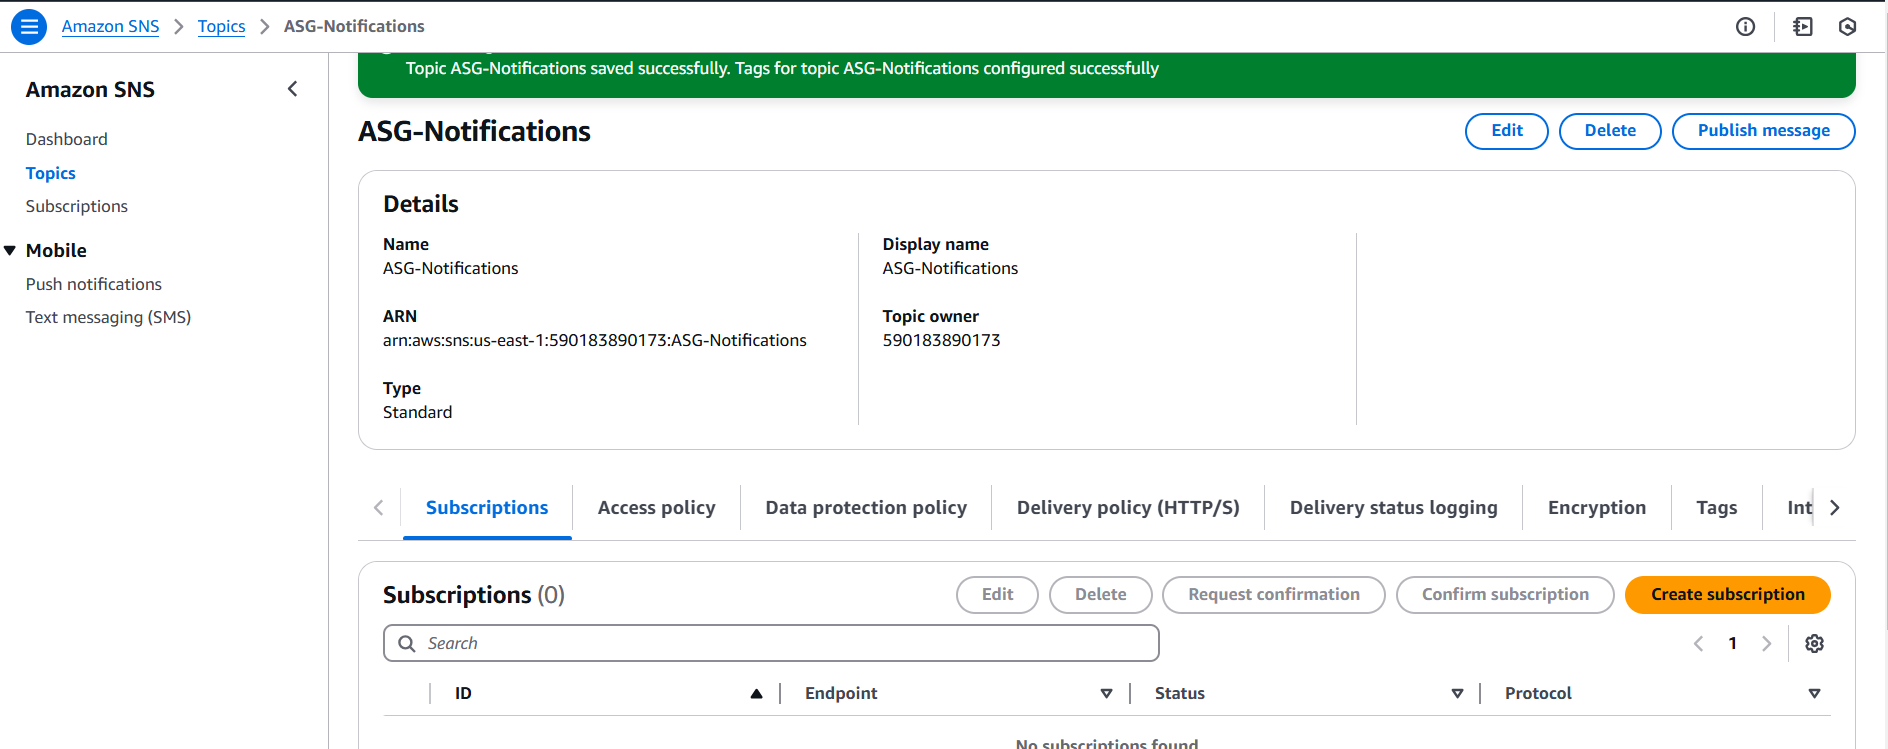 Amazon SNS > Topics > ASG-Notifications
Topic ASG-Notifications saved successfully. Tags for topic ASG-Notifications configured successfully
Amazon SNS
Dashboard
Topics
Subscriptions
Mobile
Push notifications
Text messaging (SMS)
ASG-Notifications
Edit Delete Publish message
Details
Name
ASG-Notifications
ARN
arn:aws:sns:us-east-1:590183890173:ASG-Notifications
Type
Standard
Display name
ASG-Notifications
Topic owner
590183890173
Subscriptions Access policy Data protection policy Delivery policy (HTTP/S) Delivery status logging Encryption Tags Int
Subscriptions (0)
Edit Delete Request confirmation Confirm subscription Create subscription
Search
1
ID Endpoint Status Protocol
No subscriptions found